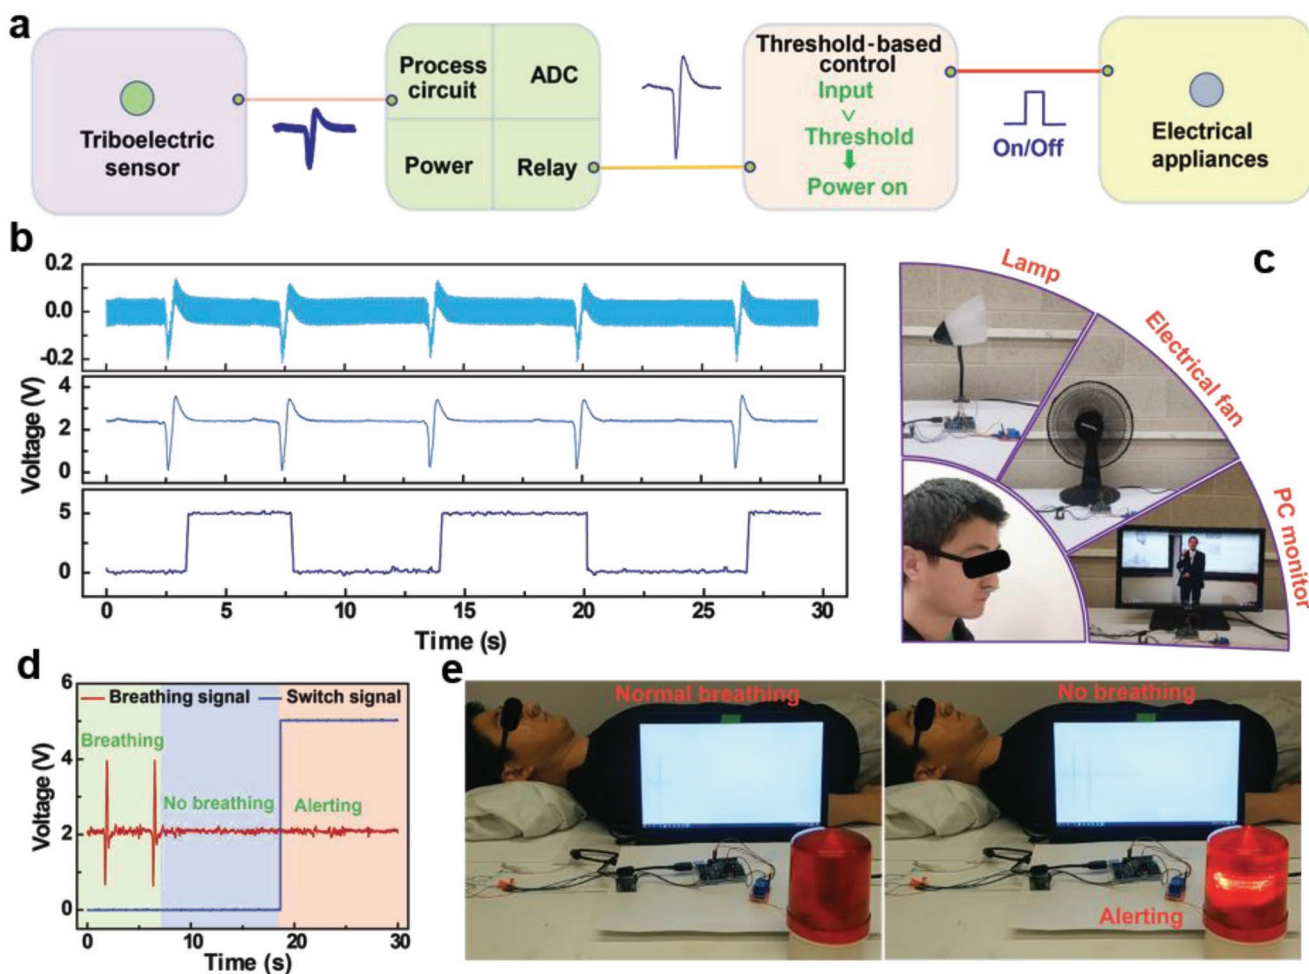 a
Triboelectric
sensor
Process
circuit
ADC
Power
Relay
Threshold-based
control
Input
>
Threshold
Power on
On/Off
Electrical
appliances
b
0.2
0.0
-0.2
4
2
0
5
0
Voltage (V)
0 5 10 15 20 25 30
Time (s)
c
Lamp
Electrical fan
PC monitor
d
6
4
2
0
Voltage (V)
Breathing signal
Switch signal
Breathing
No breathing
Alerting
0 10 20 30
Time (s)
e
Normal breathing
No breathing
Alerting